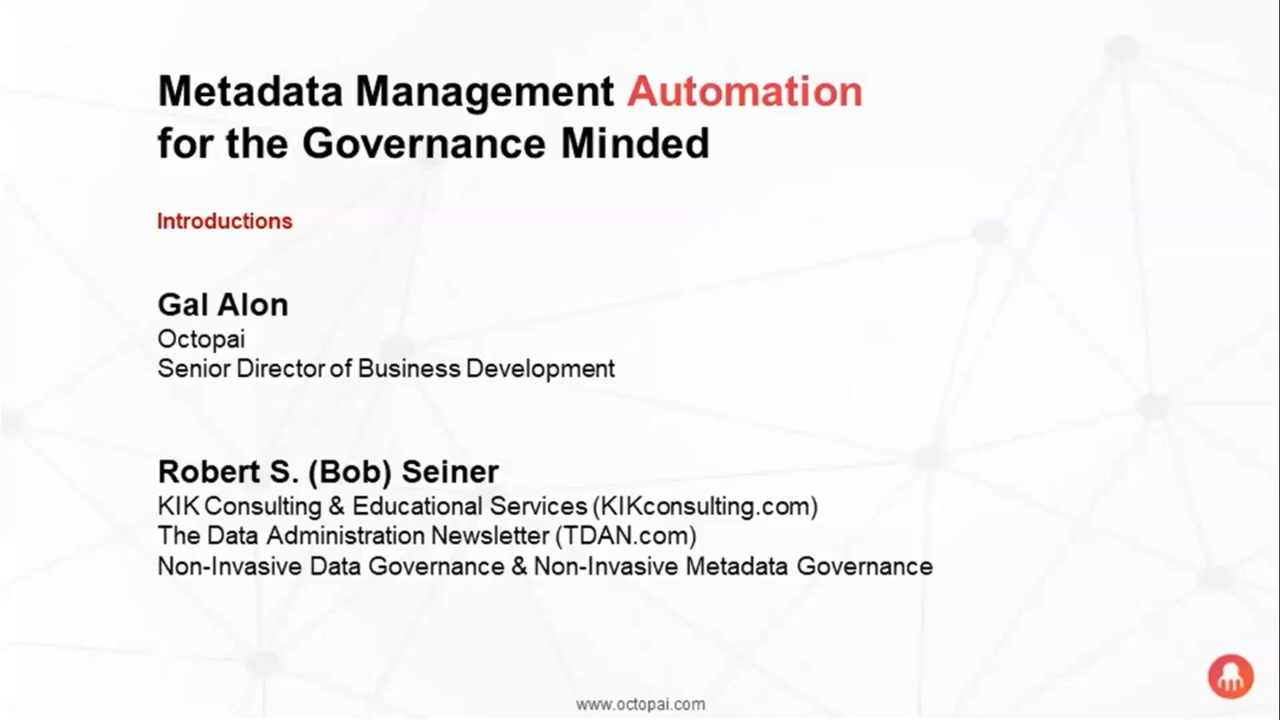 Metadata Management Automation
for the Governance Minded
Introductions
Gal Alon
Octopai
Senior Director of Business Development
Robert S. (Bob) Seiner
KIK Consulting & Educational Services (KIKconsulting.com)
The Data Administration Newsletter (TDAN.com)
Non-Invasive Data Governance & Non-Invasive Metadata Governance
www.octopai.com